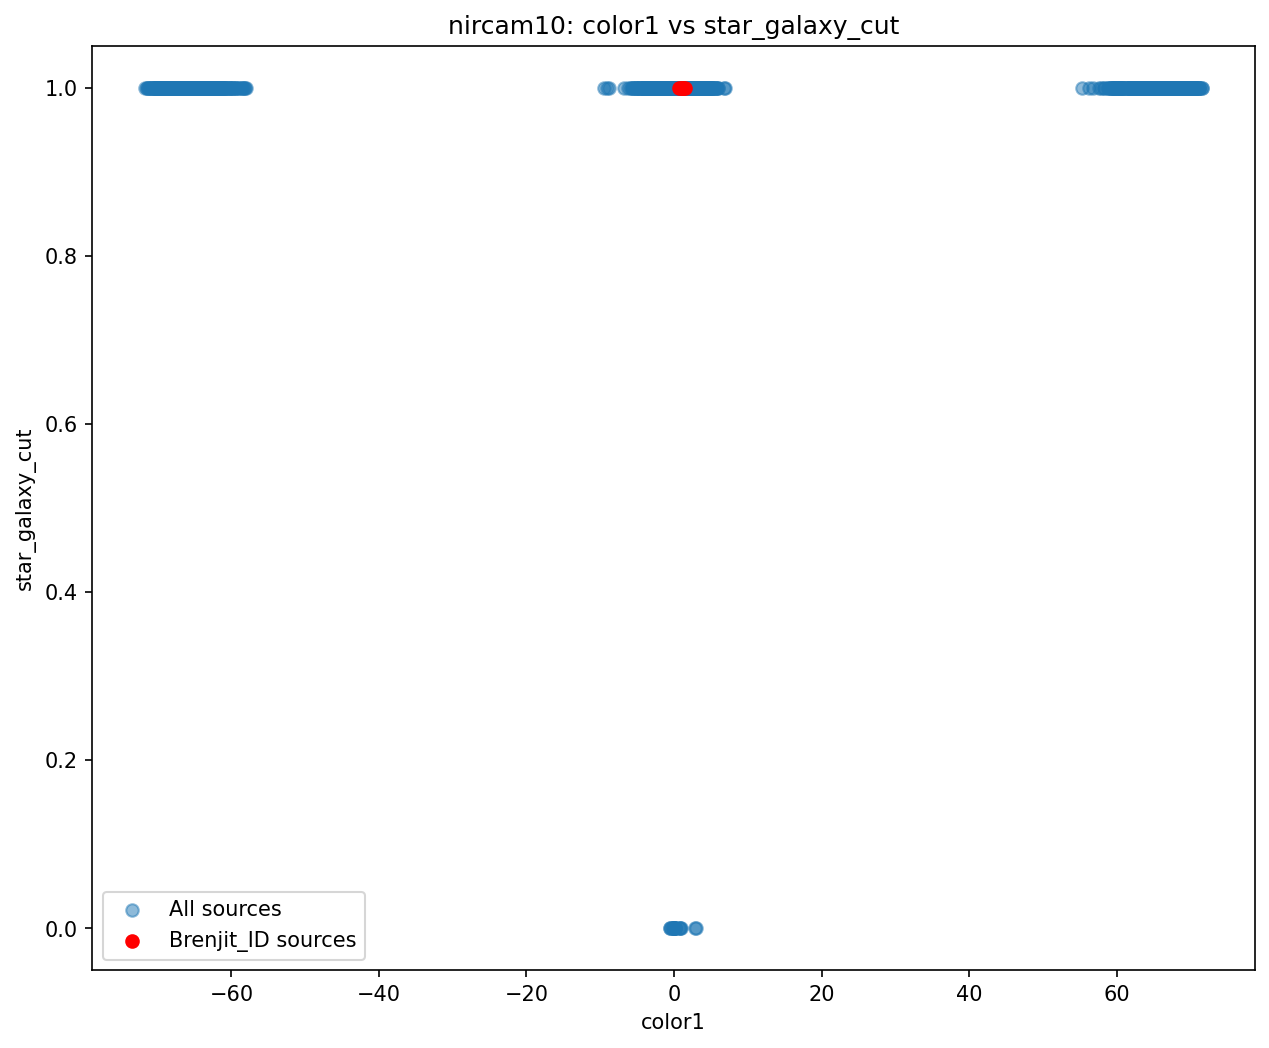 nircam10: color1 vs star_galaxy_cut
1.0
0.8
0.6
0.4
0.2
0.0
star_galaxy_cut
All sources
Brenjit_ID sources
−60
−40
−20
0
20
40
60
color1